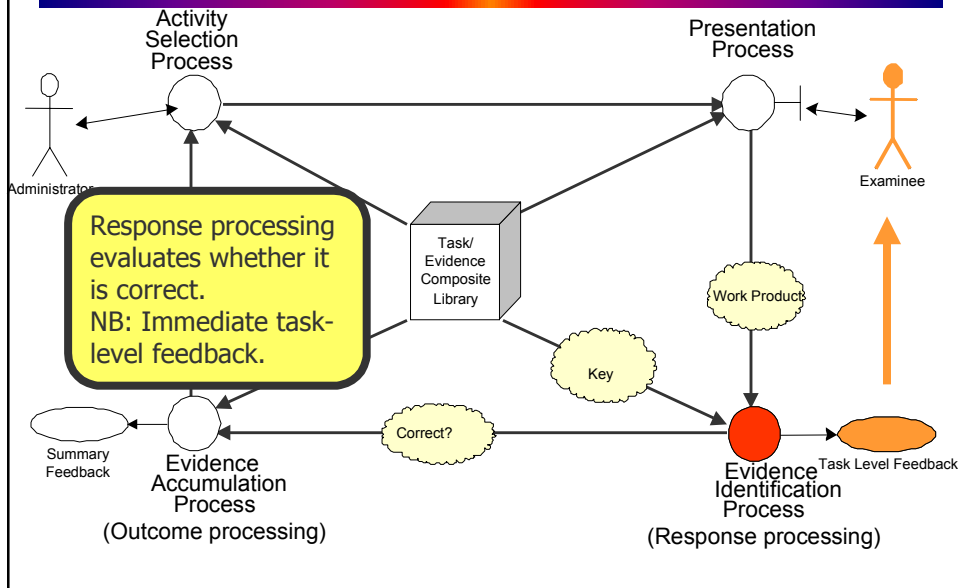 Activity
Selection
Process
Presentation
Process
Administrator
Examinee
Response processing
evaluates whether it
is correct.
NB: Immediate task-
level feedback.
Task/
Evidence
Composite
Library
Work Product
Key
Correct?
Summary
Feedback
Evidence
Accumulation
Process
(Outcome processing)
Evidence
Identification
Process
(Response processing)
Task Level Feedback